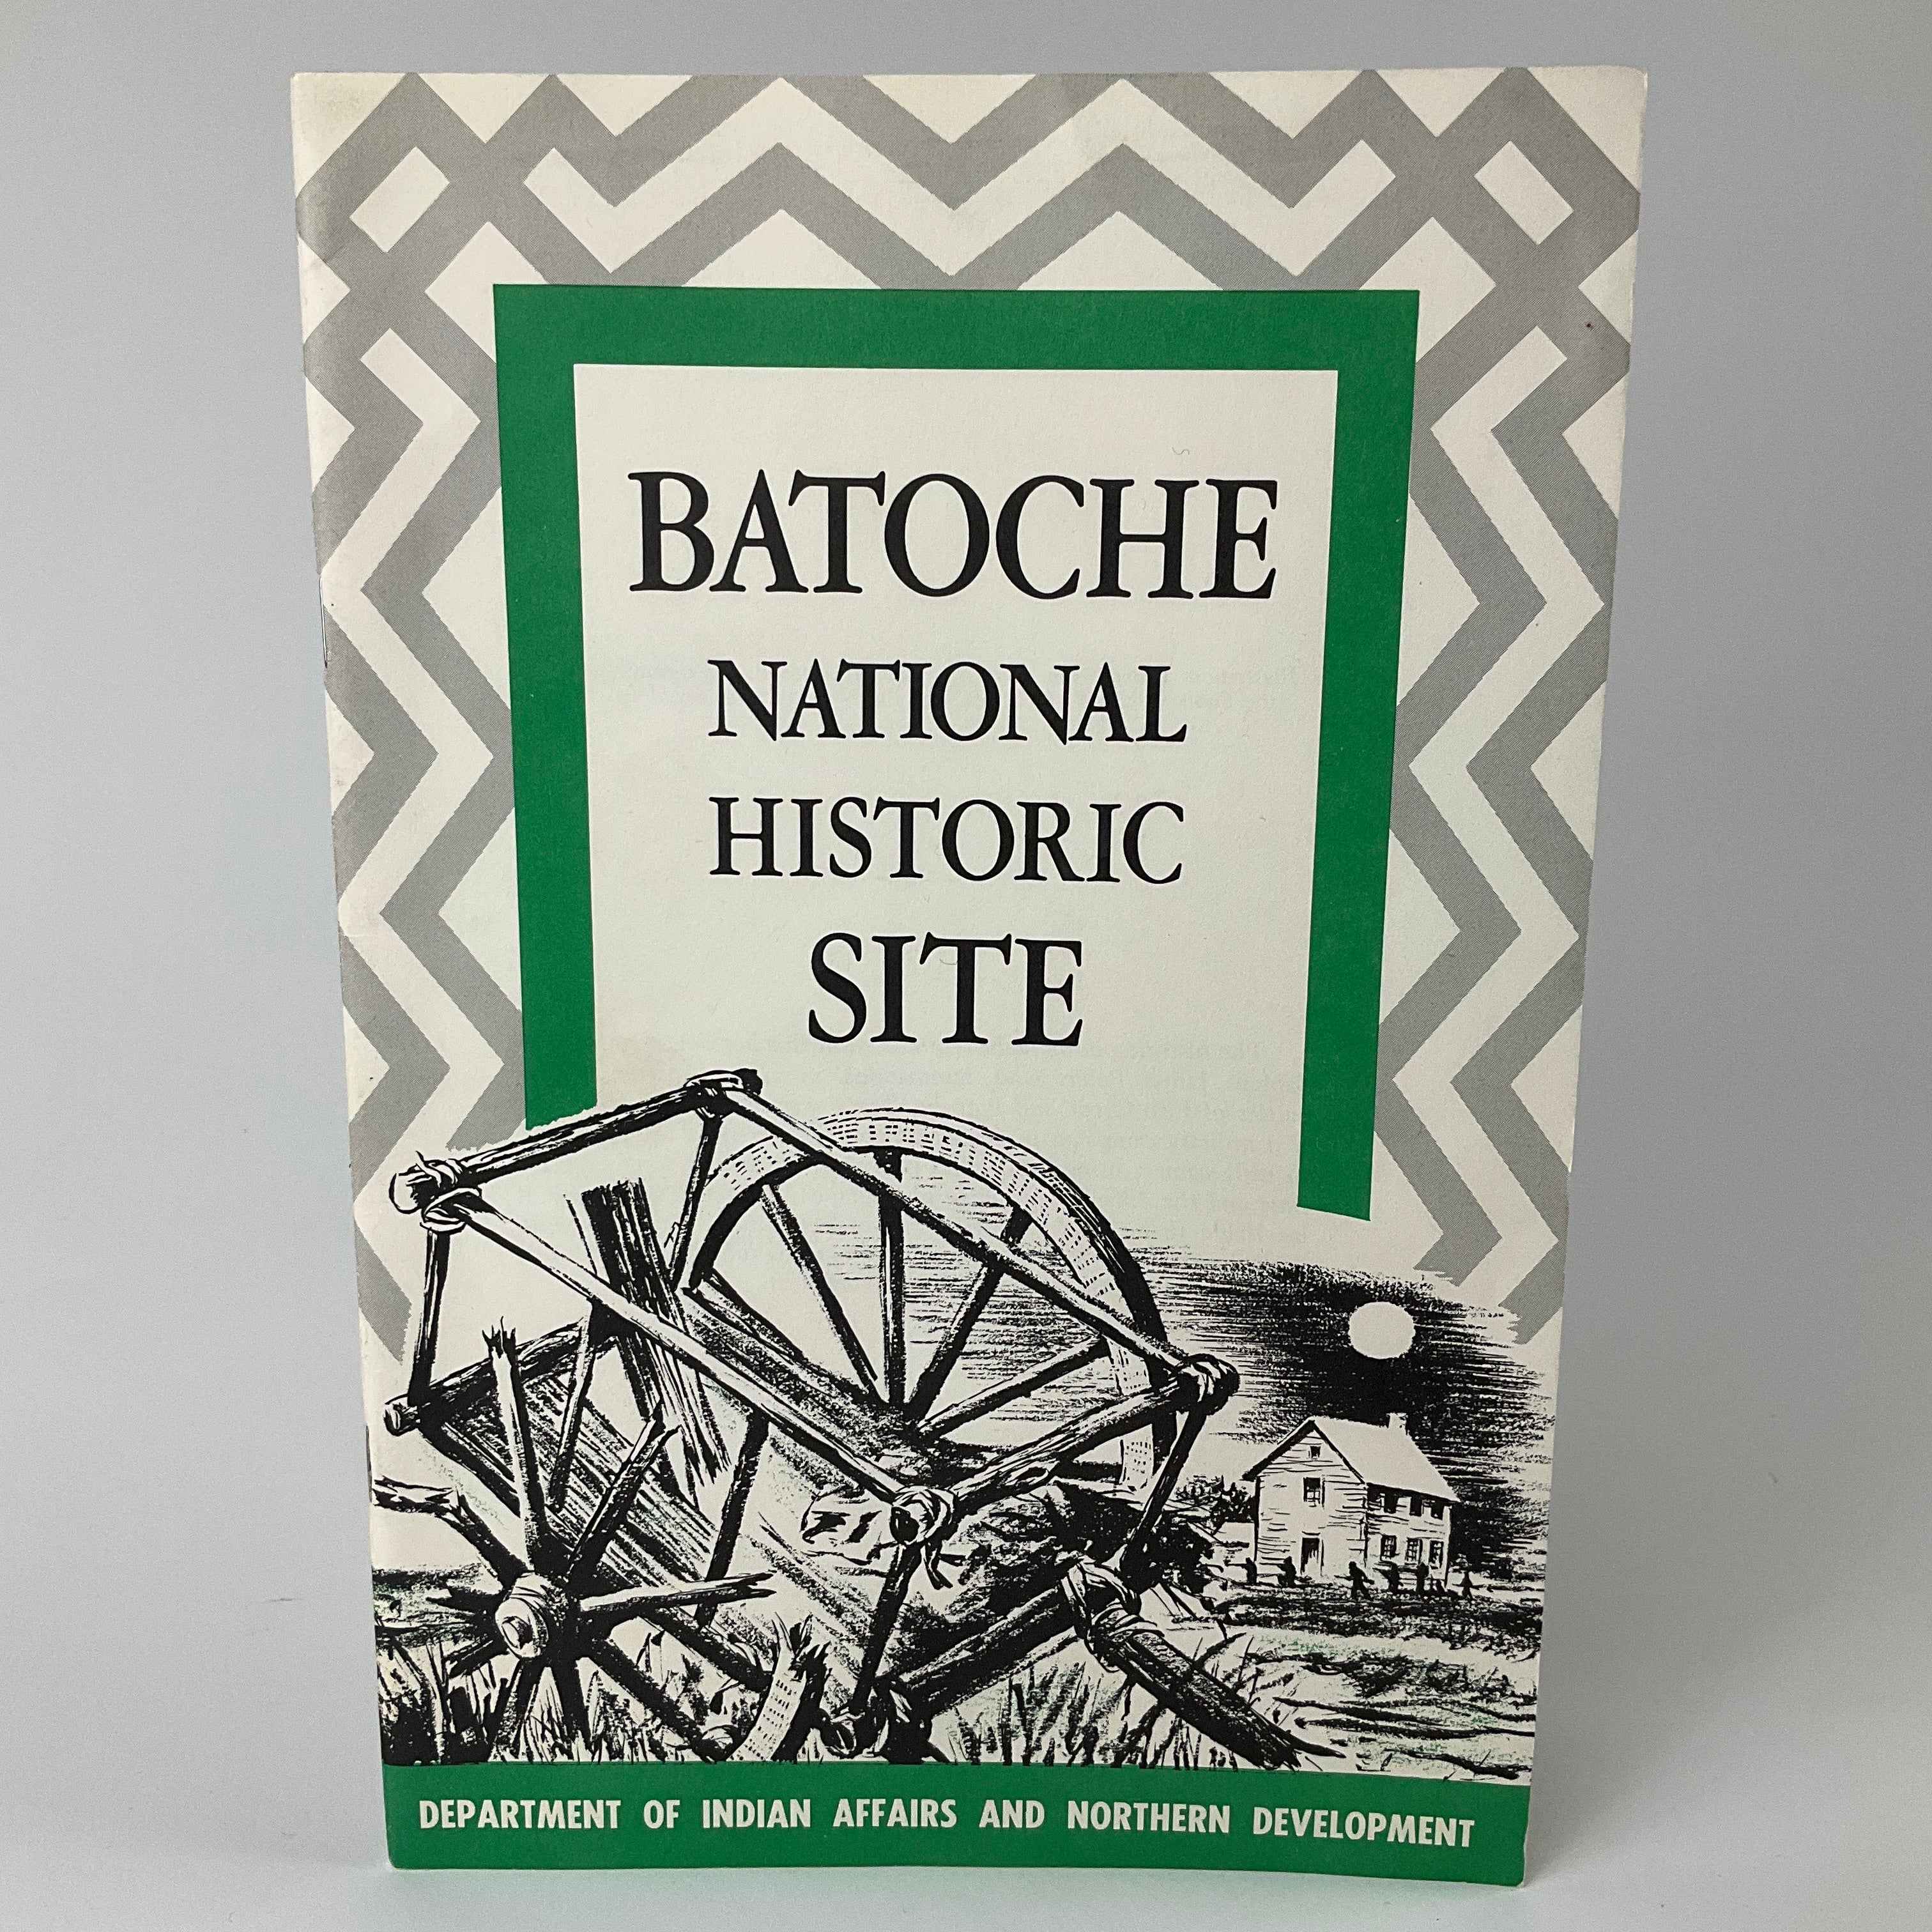 BATOCHE
NATIONAL
HISTORIC
SITE
DEPARTMENT OF INDIAN AFFAIRS AND NORTHERN DEVELOPMENT